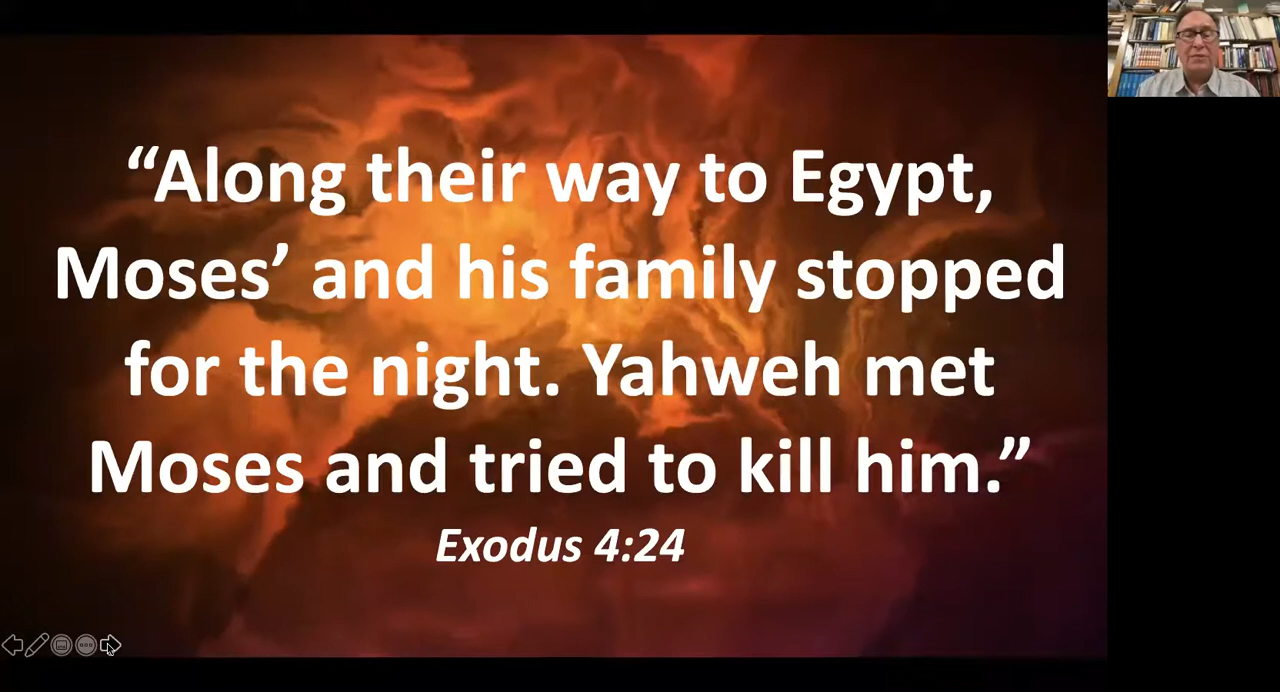 “Along their way to Egypt,
Moses’ and his family stopped
for the night. Yahweh met
Moses and tried to kill him.”
Exodus 4:24